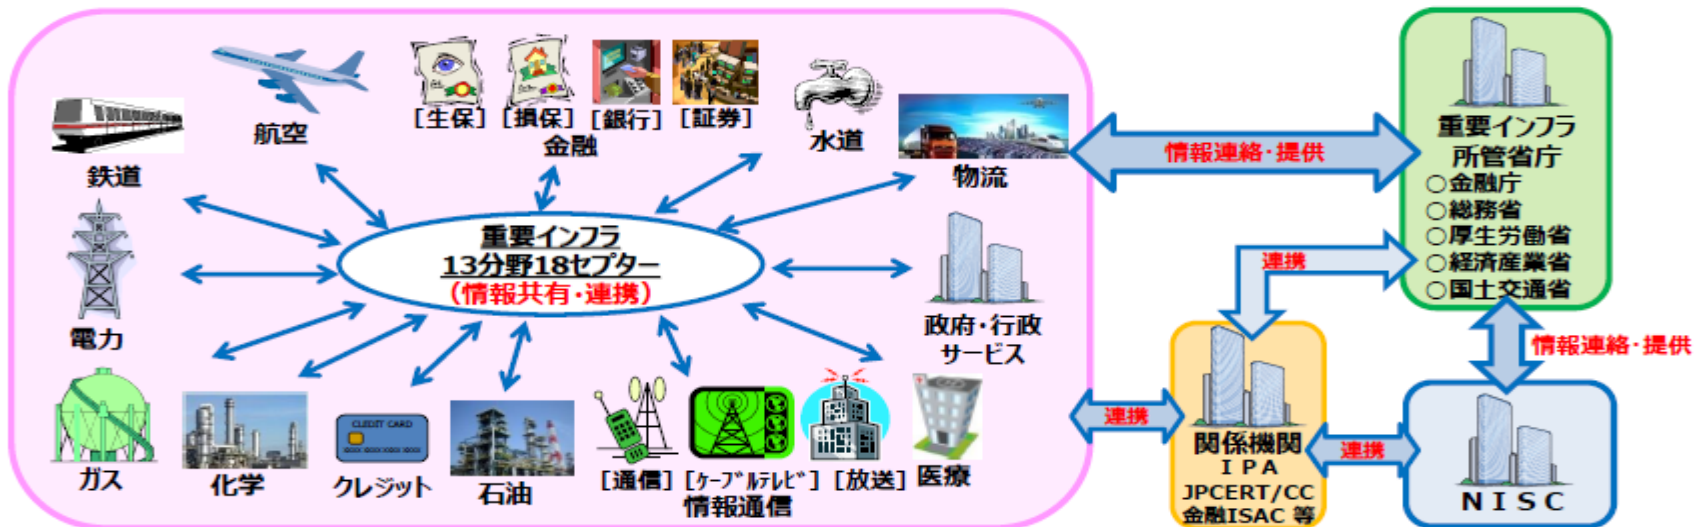 鉄道
航空
[生保]
[損保]
[銀行]
[証券]
金融
水道
物流
電力
重要インフラ
13分野18セプター
(情報共有・連携)
政府・行政
サービス
ガス
化学
CREDIT CARD
クレジット
石油
[通信]
[ｹｰﾌﾞﾙﾃﾚﾋﾞ]
[放送]
情報通信
医療
情報連絡・提供
重要インフラ
所管省庁
○金融庁
○総務省
○厚生労働省
○経済産業省
○国土交通省
連携
情報連絡・提供
連携
関係機関
ＩＰＡ
JPCERT/CC
金融ISAC 等
連携
ＮＩＳＣ